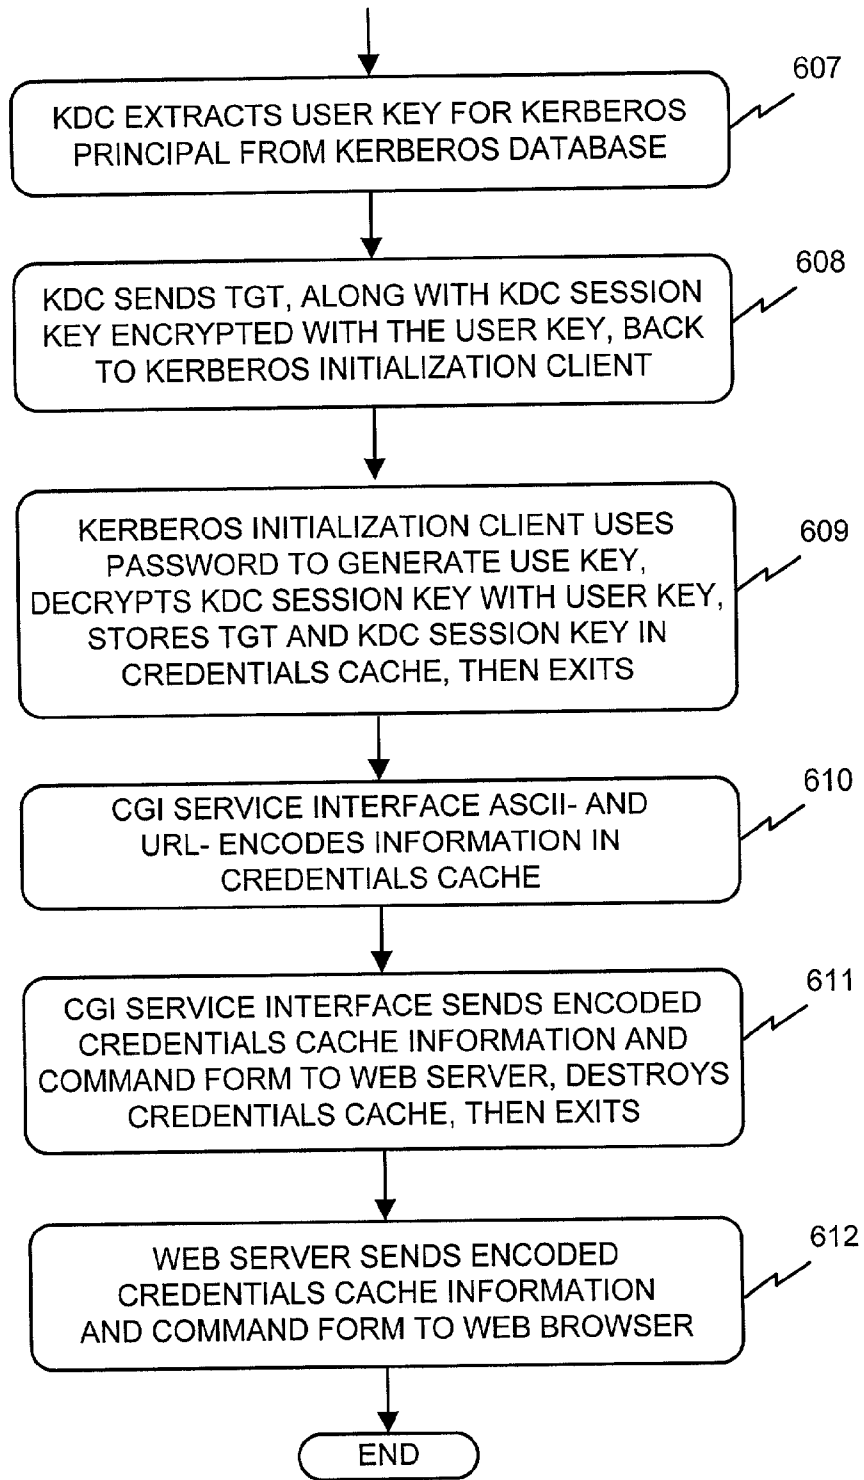 607
KDC EXTRACTS USER KEY FOR KERBEROS
PRINCIPAL FROM KERBEROS DATABASE
608
KDC SENDS TGT, ALONG WITH KDC SESSION
KEY ENCRYPTED WITH THE USER KEY, BACK
TO KERBEROS INITIALIZATION CLIENT
609
KERBEROS INITIALIZATION CLIENT USES
PASSWORD TO GENERATE USE KEY,
DECRYPTS KDC SESSION KEY WITH USER KEY,
STORES TGT AND KDC SESSION KEY IN
CREDENTIALS CACHE, THEN EXITS
610
CGI SERVICE INTERFACE ASCII- AND
URL- ENCODES INFORMATION IN
CREDENTIALS CACHE
611
CGI SERVICE INTERFACE SENDS ENCODED
CREDENTIALS CACHE INFORMATION AND
COMMAND FORM TO WEB SERVER, DESTROYS
CREDENTIALS CACHE, THEN EXITS
612
WEB SERVER SENDS ENCODED
CREDENTIALS CACHE INFORMATION
AND COMMAND FORM TO WEB BROWSER
END